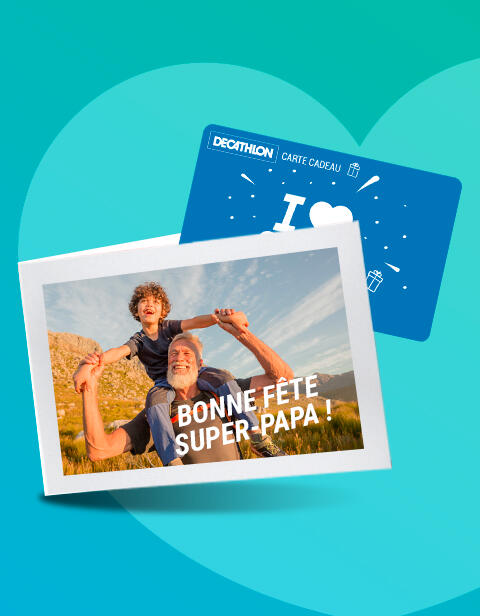 DECATHLON
CARTE CADEAU
I
BONNE FÊTE
SUPER-PAPA !